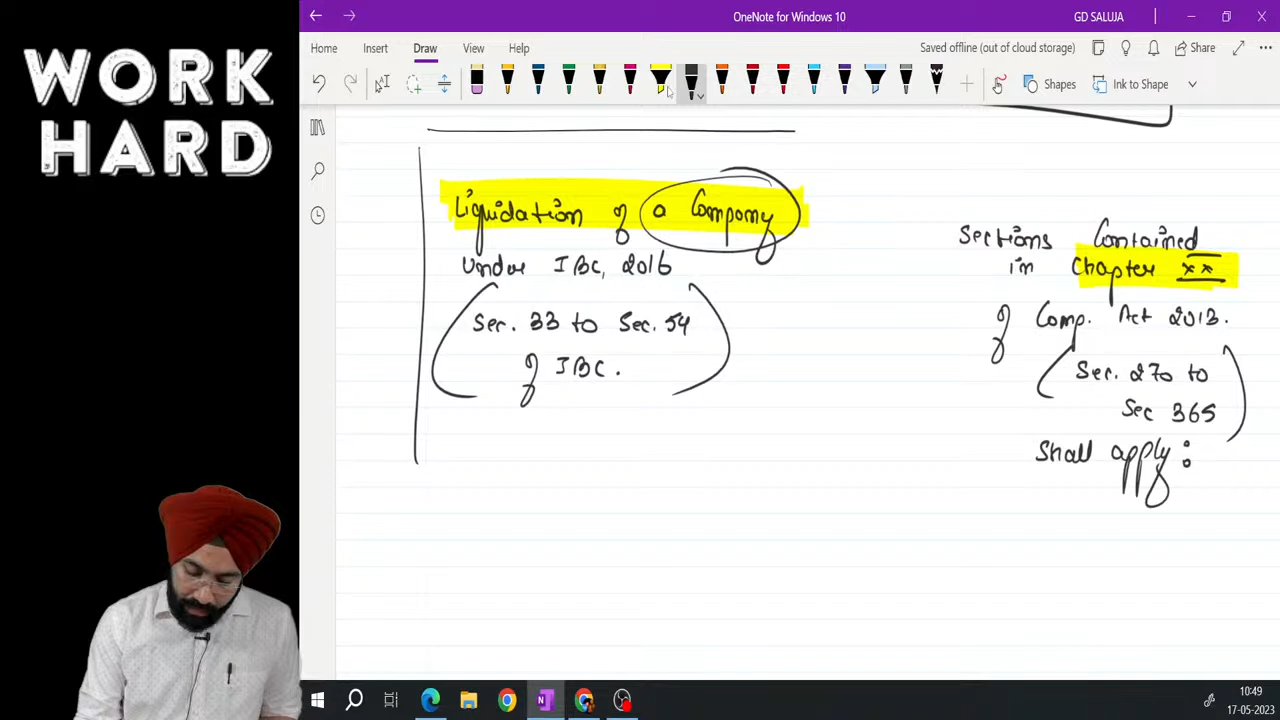 WORK
HARD
OneNote for Windows 10
GD SALUJA
Home Insert Draw View Help
Saved offline (out of cloud storage)
Share
Shapes
Ink to Shape
Liquidation of a Company
Under IBC, 2016
(Sec. 33 to Sec. 54
of IBC.)
Sections Contained
in Chapter XX
of Comp. Act 2013.
(Sec. 270 to
Sec 365)
Shall apply:
10:49
17-05-2023